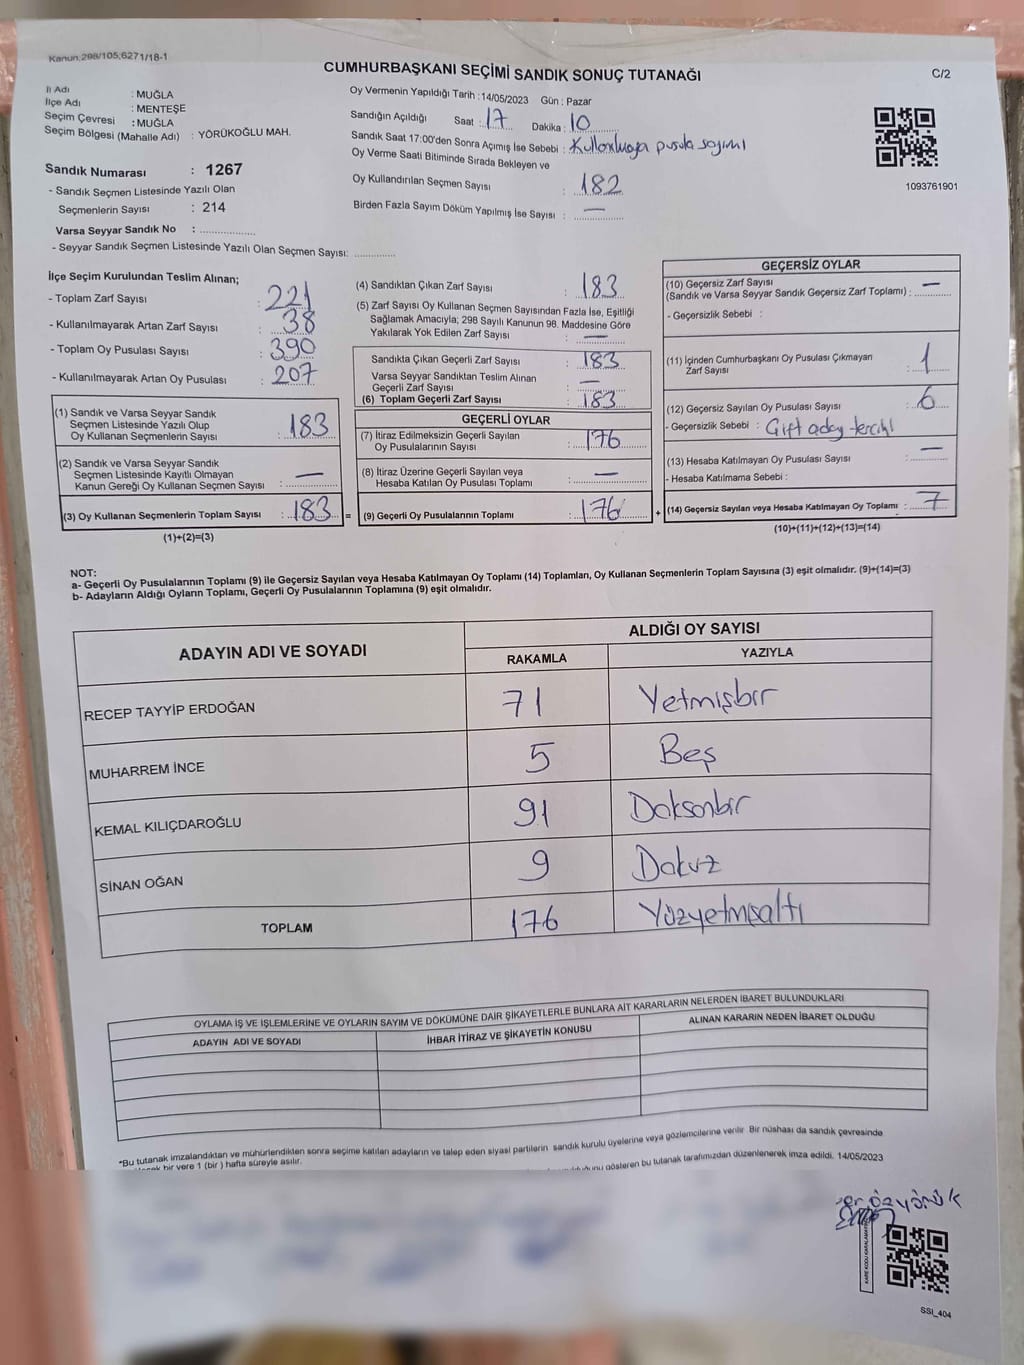 Kanun:298/105;6271/18-1
CUMHURBAŞKANI SEÇİMİ SANDIK SONUÇ TUTANAĞI
C/2
İl Adı : MUĞLA
İlçe Adı : MENTEŞE
Seçim Çevresi : MUĞLA
Seçim Bölgesi (Mahalle Adı) : YÖRÜKOĞLU MAH.
Sandık Numarası : 1267
- Sandık Seçmen Listesinde Yazılı Olan
Seçmenlerin Sayısı : 214
Varsa Seyyar Sandık No :
- Seyyar Sandık Seçmen Listesinde Yazılı Olan Seçmen Sayısı:
Oy Vermenin Yapıldığı Tarih : 14/05/2023 Gün : Pazar
Sandığın Açıldığı Saat : 17 Dakika : 10
Sandık Saat 17:00'den Sonra Açımış İse Sebebi : Kullanılmaya pusula sayımı
Oy Verme Saati Bitiminde Sırada Bekleyen ve
Oy Kullandırılan Seçmen Sayısı : 182
Birden Fazla Sayım Döküm Yapılmış İse Sayısı : —
1093761901
İlçe Seçim Kurulundan Teslim Alınan;
- Toplam Zarf Sayısı : 221
- Kullanılmayarak Artan Zarf Sayısı : 38
- Toplam Oy Pusulası Sayısı : 390
- Kullanılmayarak Artan Oy Pusulası : 207
(1) Sandık ve Varsa Seyyar Sandık
Seçmen Listesinde Yazılı Olup
Oy Kullanan Seçmenlerin Sayısı : 183
(2) Sandık ve Varsa Seyyar Sandık
Seçmen Listesinde Kayıtlı Olmayan
Kanun Gereği Oy Kullanan Seçmen Sayısı : —
(3) Oy Kullanan Seçmenlerin Toplam Sayısı : 183 =
(1)+(2)=(3)
(4) Sandıktan Çıkan Zarf Sayısı : 183
(5) Zarf Sayısı Oy Kullanan Seçmen Sayısından Fazla İse, Eşitliği
Sağlamak Amacıyla; 298 Sayılı Kanunun 98. Maddesine Göre
Yakılarak Yok Edilen Zarf Sayısı : —
Sandıkta Çıkan Geçerli Zarf Sayısı : 183
Varsa Seyyar Sandıktan Teslim Alınan
Geçerli Zarf Sayısı : —
(6) Toplam Geçerli Zarf Sayısı : 183
GEÇERLİ OYLAR
(7) İtiraz Edilmeksizin Geçerli Sayılan
Oy Pusulalarının Sayısı : 176
(8) İtiraz Üzerine Geçerli Sayılan veya
Hesaba Katılan Oy Pusulası Toplamı : —
(9) Geçerli Oy Pusulalarının Toplamı : 176 +
GEÇERSİZ OYLAR
(10) Geçersiz Zarf Sayısı
(Sandık ve Varsa Seyyar Sandık Geçersiz Zarf Toplamı) : —
- Geçersizlik Sebebi :
(11) İçinden Cumhurbaşkanı Oy Pusulası Çıkmayan
Zarf Sayısı : 1
(12) Geçersiz Sayılan Oy Pusulası Sayısı : 6
- Geçersizlik Sebebi : Çift aday tercihi
(13) Hesaba Katılmayan Oy Pusulası Sayısı : —
- Hesaba Katılmama Sebebi :
(14) Geçersiz Sayılan veya Hesaba Katılmayan Oy Toplamı : 7
(10)+(11)+(12)+(13)=(14)
NOT:
a- Geçerli Oy Pusulalarının Toplamı (9) ile Geçersiz Sayılan veya Hesaba Katılmayan Oy Toplamı (14) Toplamları, Oy Kullanan Seçmenlerin Toplam Sayısına (3) eşit olmalıdır. (9)+(14)=(3)
b- Adayların Aldığı Oyların Toplamı, Geçerli Oy Pusulalarının Toplamına (9) eşit olmalıdır.
ADAYIN ADI VE SOYADI ALDIĞI OY SAYISI
RAKAMLA YAZIYLA
RECEP TAYYİP ERDOĞAN 71 Yetmişbir
MUHARREM İNCE 5 Beş
KEMAL KILIÇDAROĞLU 91 Doksanbir
SİNAN OĞAN 9 Dokuz
TOPLAM 176 Yüzyetmişaltı
OYLAMA İŞ VE İŞLEMLERİNE VE OYLARIN SAYIM VE DÖKÜMÜNE DAİR ŞİKAYETLERLE BUNLARA AİT KARARLARIN NELERDEN İBARET BULUNDUKLARI
ADAYIN ADI VE SOYADI İHBAR İTİRAZ VE ŞİKAYETİN KONUSU ALINAN KARARIN NEDEN İBARET OLDUĞU
*Bu tutanak imzalandıktan ve mühürlendikten sonra seçime katılan adayların ve talep eden siyasi partilerin sandık kurulu üyelerine veya gözlemcilerine verilir. Bir nüshası da sandık çevresinde
bir yere 1 (bir ) hafta süreyle asılır.
gösteren bu tutanak tarafımızdan düzenlenerek imza edildi. 14/05/2023
özyörük
KARE KODU KARALAMAYINIZ
SSI_404